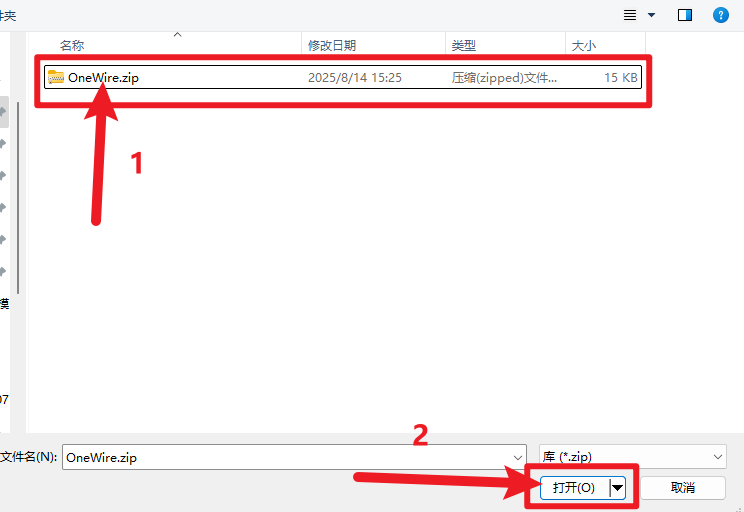 件夹
名称 修改日期 类型 大小
OneWire.zip 2025/8/14 15:25 压缩(zipped)文件... 15 KB
1
模
07
2
文件名(N): OneWire.zip 库 (*.zip)
打开(O) 取消